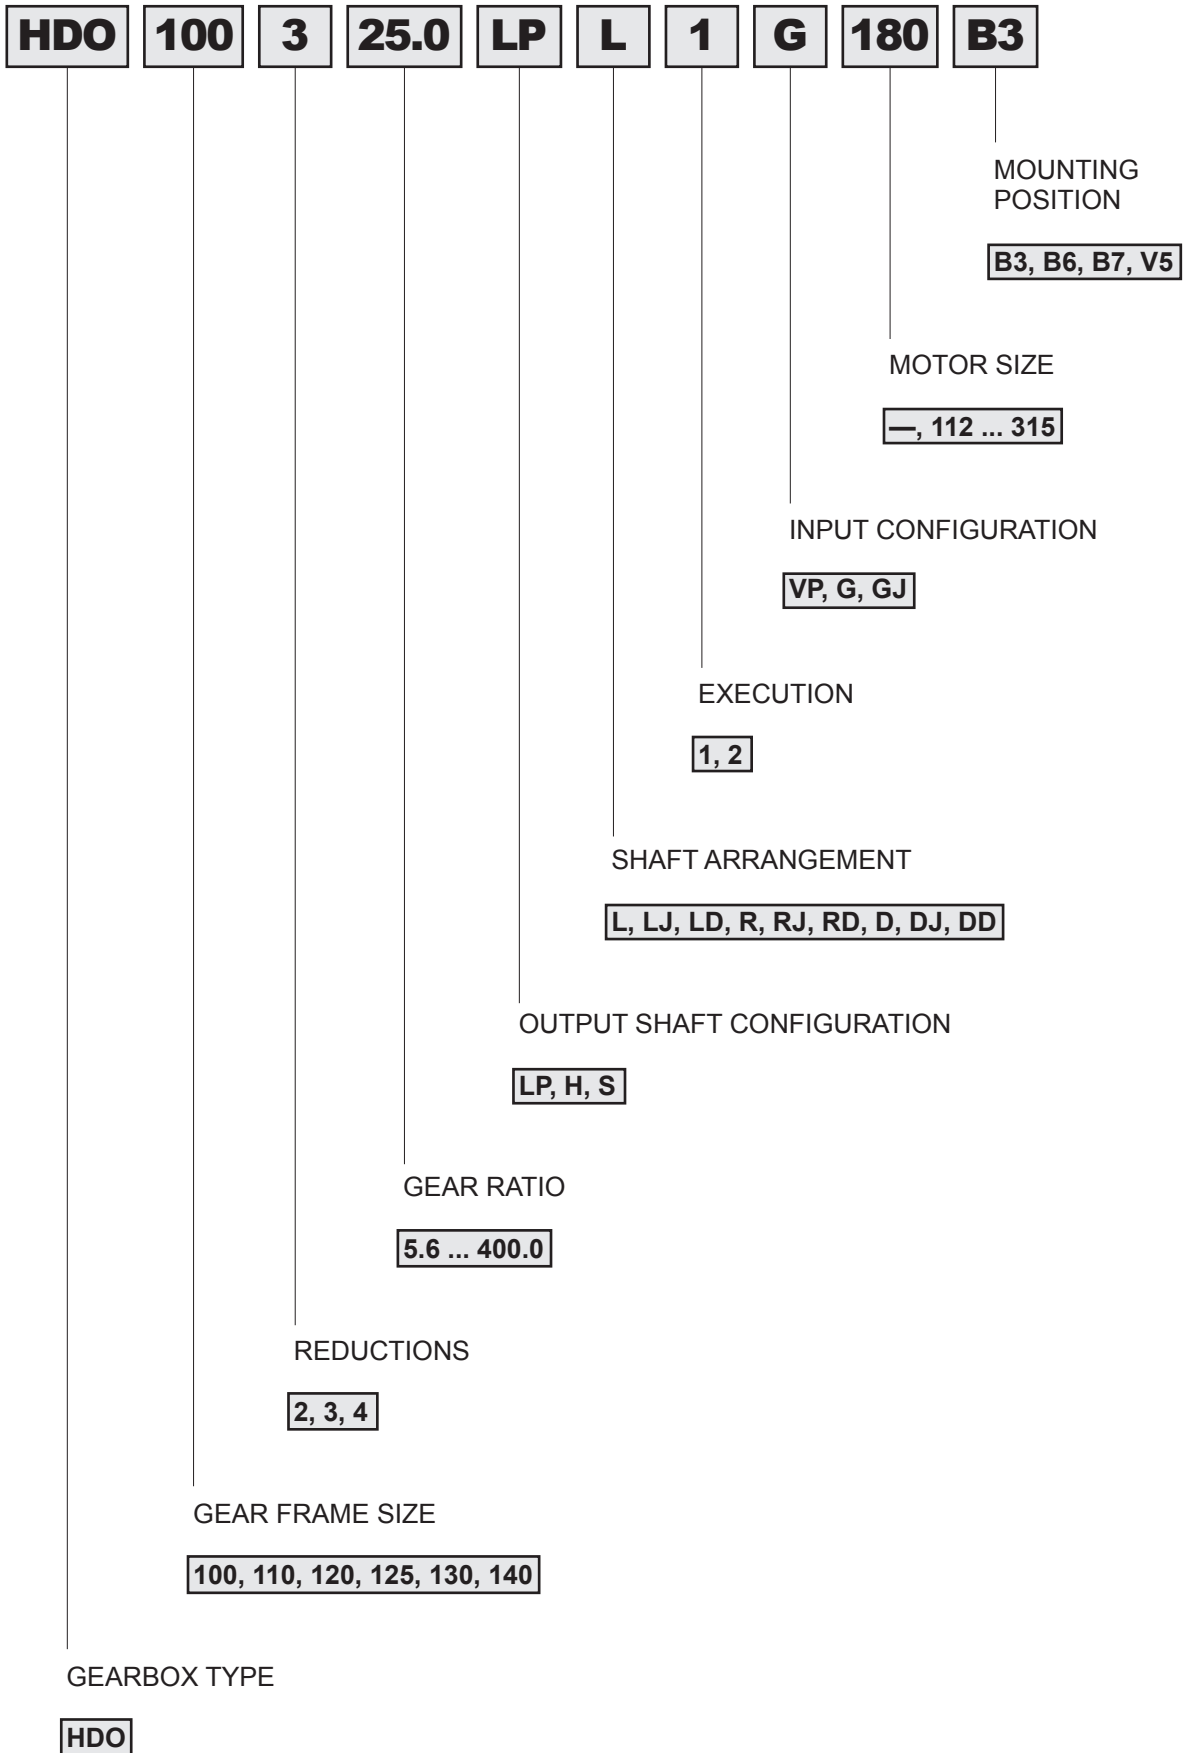 HDO 100 3 25.0 LP L 1 G 180 B3
MOUNTING
POSITION
B3, B6, B7, V5
MOTOR SIZE
—, 112 ... 315
INPUT CONFIGURATION
VP, G, GJ
EXECUTION
1, 2
SHAFT ARRANGEMENT
L, LJ, LD, R, RJ, RD, D, DJ, DD
OUTPUT SHAFT CONFIGURATION
LP, H, S
GEAR RATIO
5.6 ... 400.0
REDUCTIONS
2, 3, 4
GEAR FRAME SIZE
100, 110, 120, 125, 130, 140
GEARBOX TYPE
HDO